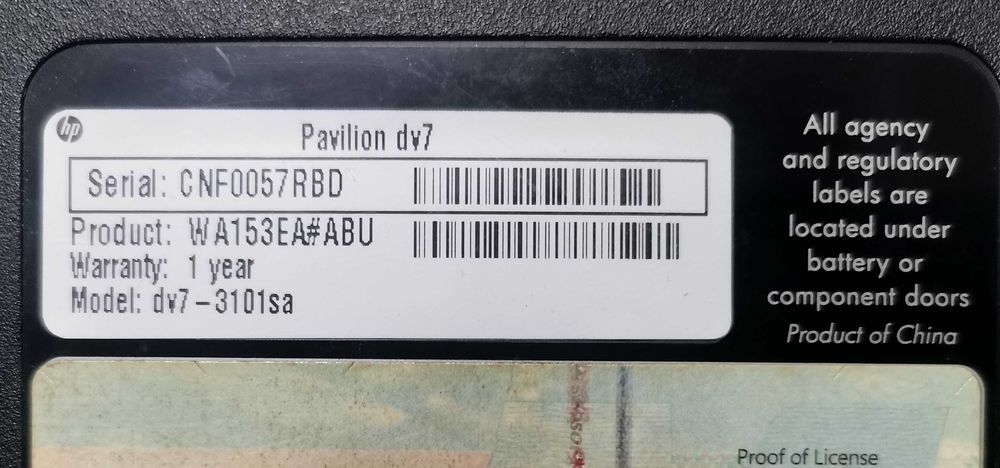 hp
Pavilion dv7
Serial: CNF0057RBD
Product: WA153EA#ABU
Warranty: 1 year
Model: dv7-3101sa
All agency
and regulatory
labels are
located under
battery or
component doors
Product of China
Proof of License